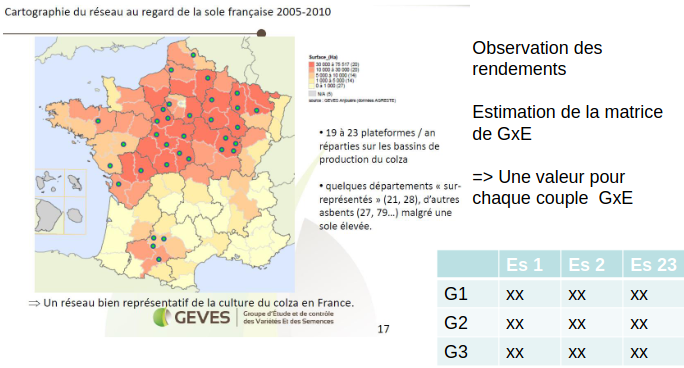 Cartographie du réseau au regard de la sole française 2005-2010
Surface_(Ha)
30 000 à 75 517 (20)
10 000 à 30 000 (20)
5 000 à 10 000 (14)
1 000 à 5 000 (14)
0 à 1 000 (27)
N/A (5)
source : GEVES Anjouère (données AGRESTE)
• 19 à 23 plateformes / an
réparties sur les bassins de
production du colza
• quelques départements « sur-
représentés » (21, 28), d'autres
asbents (27, 79...) malgré une
sole élevée.
⇒ Un réseau bien représentatif de la culture du colza en France.
GEVES
Groupe d'Étude et de contrôle
des Variétés Et des Semences
17
Observation des
rendements
Estimation de la matrice
de GxE
=> Une valeur pour
chaque couple GxE
Es 1 Es 2 Es 23
G1 xx xx xx
G2 xx xx xx
G3 xx xx xx